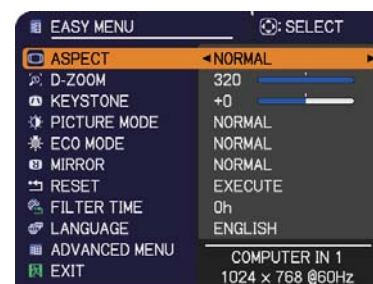 EASY MENU : SELECT
ASPECT NORMAL
D-ZOOM 320
KEYSTONE +0
PICTURE MODE NORMAL
ECO MODE NORMAL
MIRROR NORMAL
RESET EXECUTE
FILTER TIME 0h
LANGUAGE ENGLISH
ADVANCED MENU
EXIT
COMPUTER IN 1
1024 x 768 @60Hz